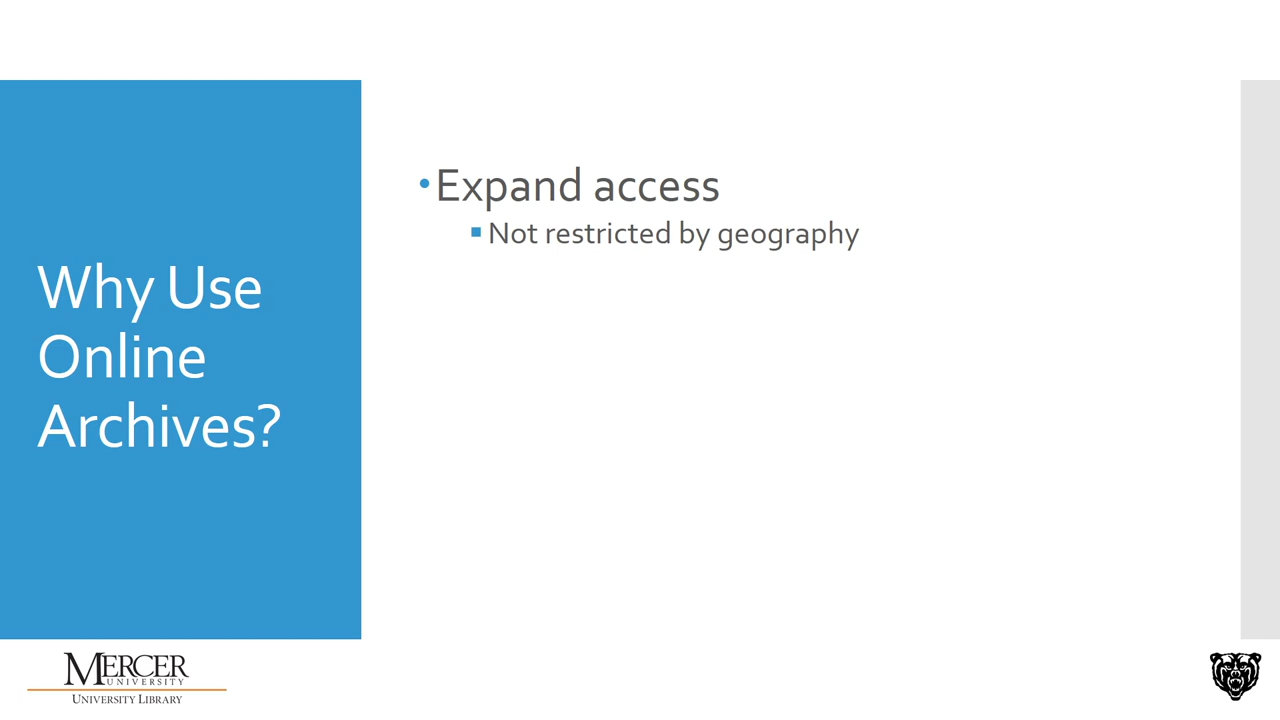 Why Use
Online
Archives?
•Expand access
▪Not restricted by geography
MERCER
UNIVERSITY
UNIVERSITY LIBRARY